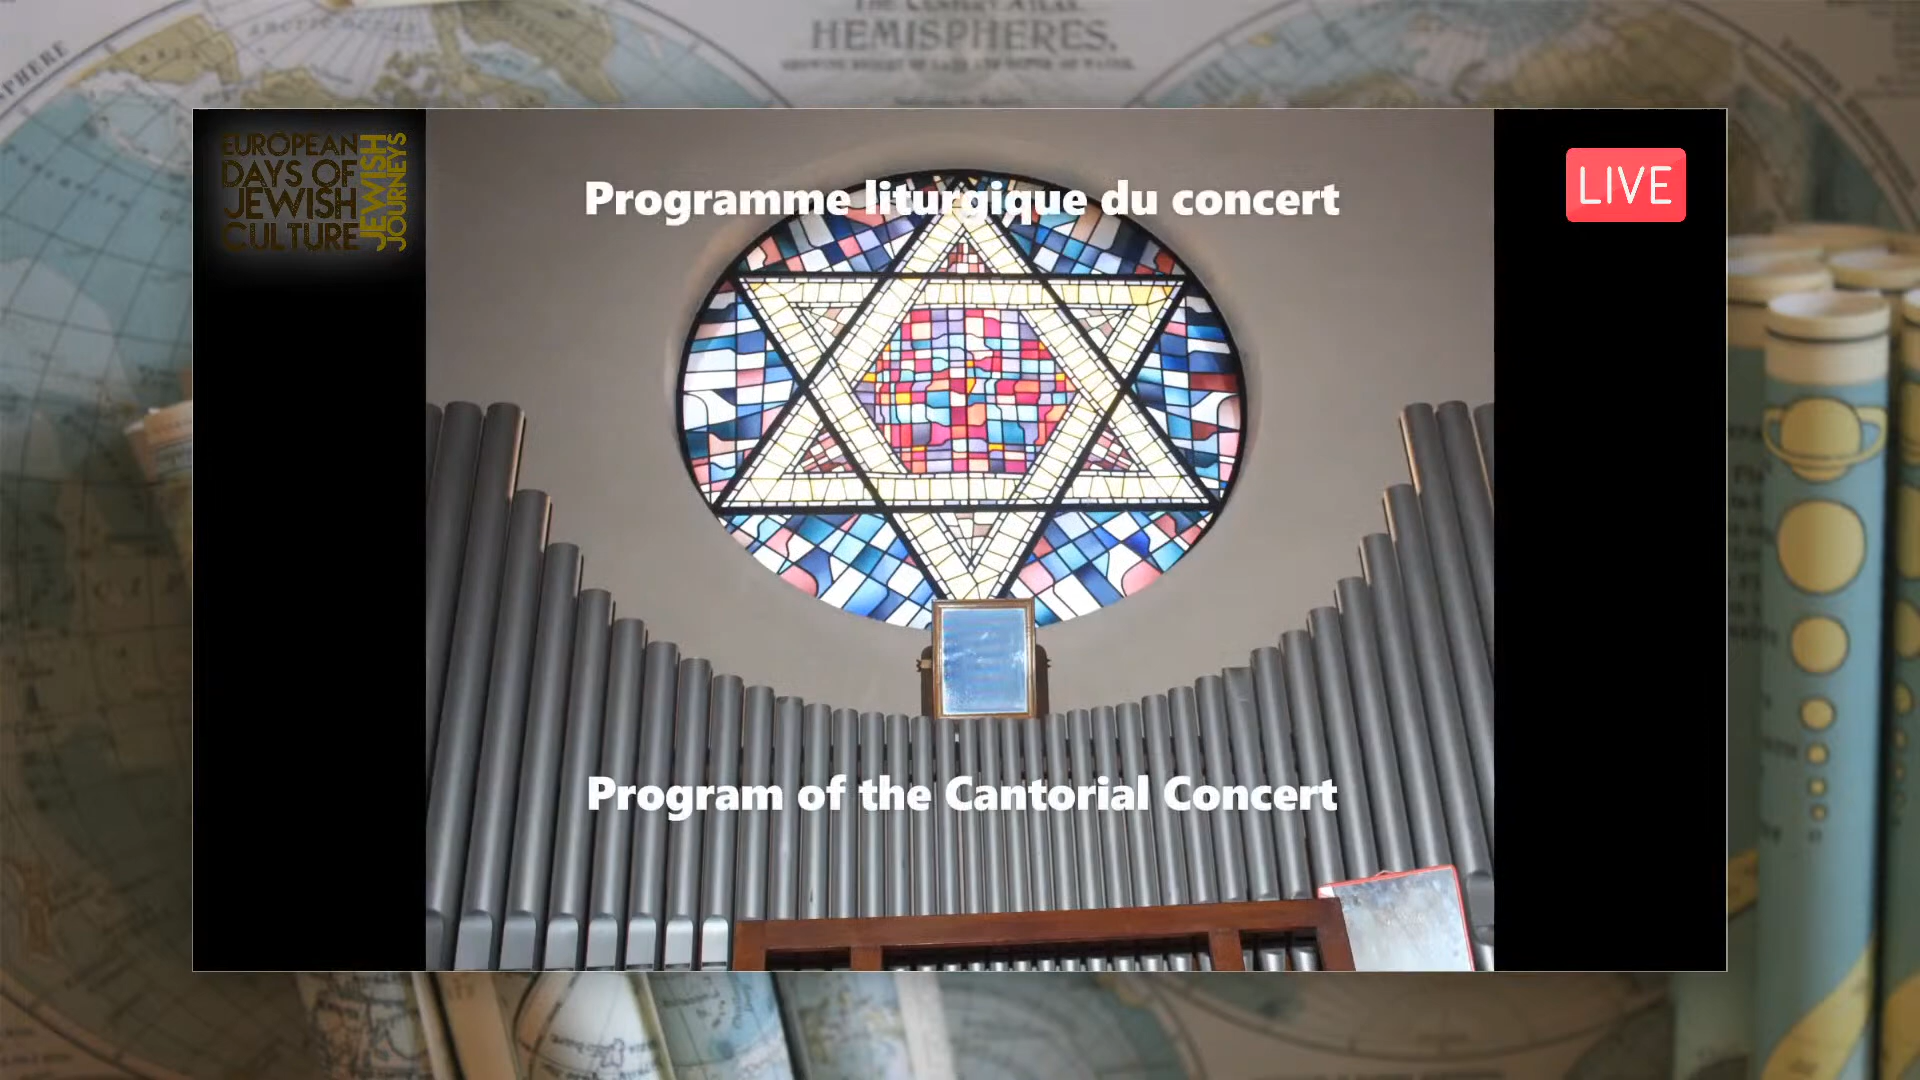 HEMISPHERES.
EUROPEAN
DAYS OF
JEWISH
CULTURE
JEWISH
JOURNEYS
Programme liturgique du concert
LIVE
Program of the Cantorial Concert